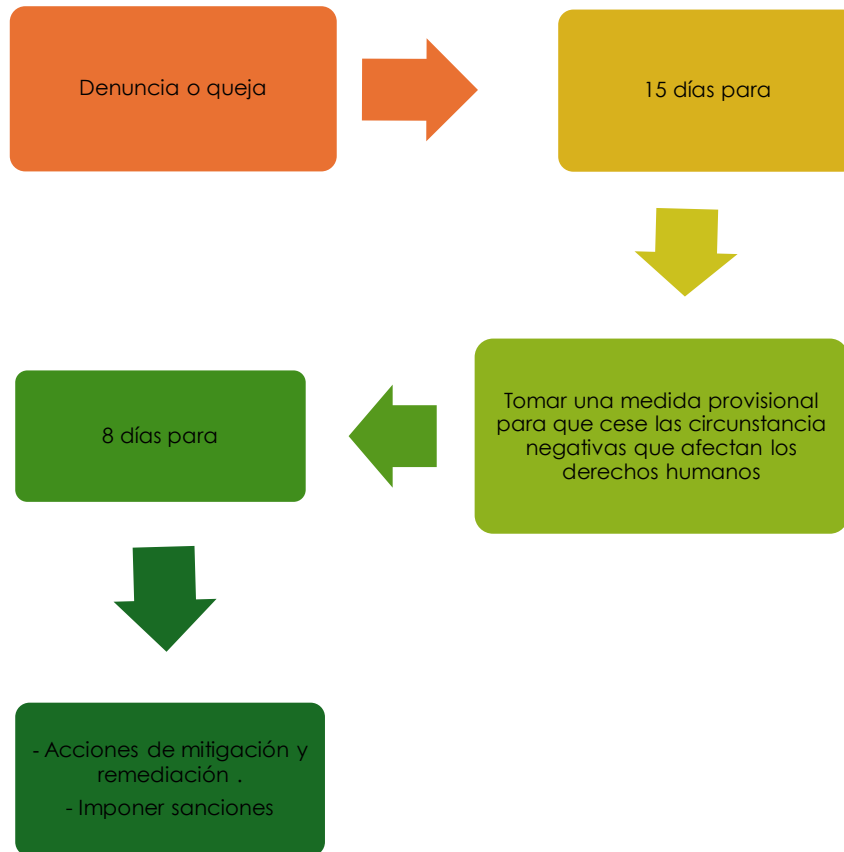 Denuncia o queja
15 días para
Tomar una medida provisional
para que cese las circunstancia
negativas que afectan los
derechos humanos
8 días para
- Acciones de mitigación y
remediación .
- Imponer sanciones